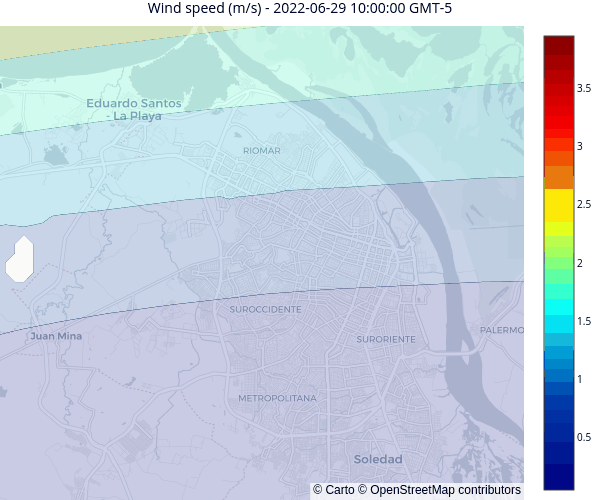 Wind speed (m/s) - 2022-06-29 10:00:00 GMT-5
Eduardo Santos
- La Playa
RIOMAR
SUROCCIDENTE
Juan Mina
SURORIENTE
PALERMO
METROPOLITANA
Soledad
© Carto © OpenStreetMap contributors
3.5
3
2.5
2
1.5
1
0.5